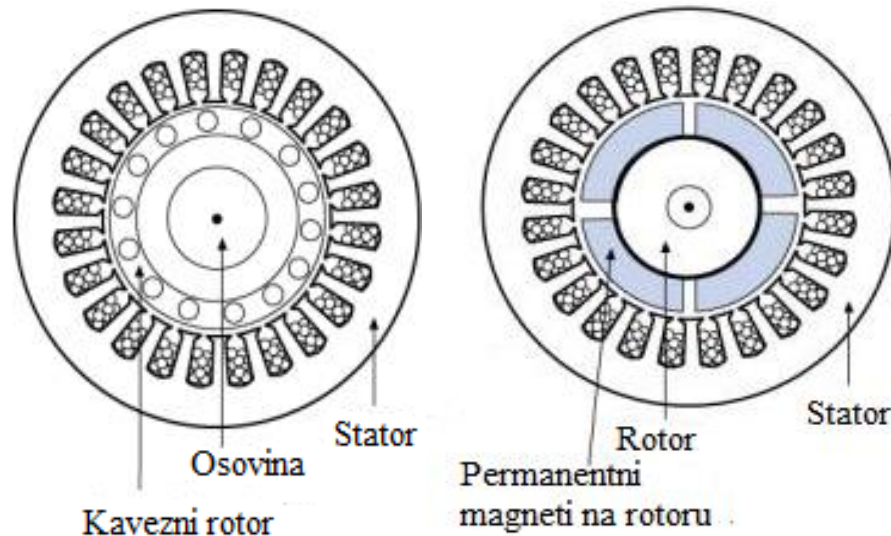 Stator
Osovina
Kavezni rotor
Stator
Rotor
Permanentni
magneti na rotoru